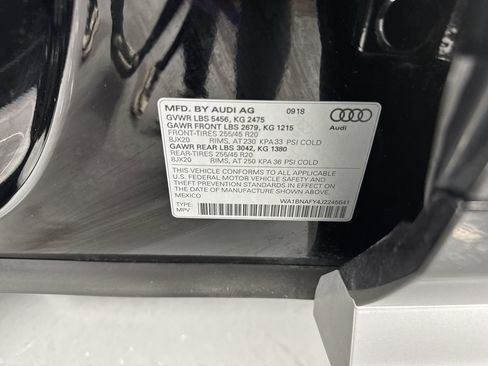 MFD. BY AUDI AG 0918
GVWR LBS 5456, KG 2475
GAWR FRONT LBS 2679, KG 1215
FRONT-TIRES 255/45 R20
8JX20 RIMS, AT 230 KPA 33 PSI COLD
GAWR REAR LBS 3042, KG 1380
REAR-TIRES 255/45 R20
8JX20 RIMS, AT 250 KPA 36 PSI COLD
Audi
THIS VEHICLE CONFORMS TO ALL APPLICABLE
U.S. FEDERAL MOTOR VEHICLE SAFETY AND
THEFT PREVENTION STANDARDS IN EFFECT ON
THE DATE OF MANUFACTURE SHOWN ABOVE.
MEXICO
WA1BNAFY4J2245641
TYPE:
MPV